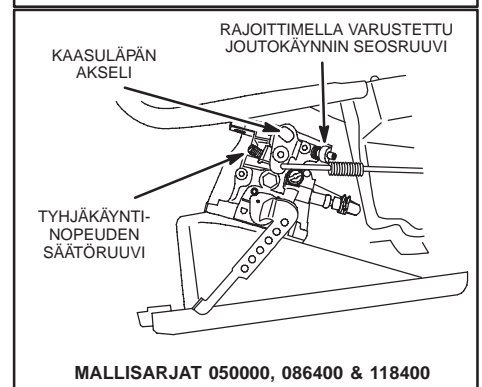 RAJOITTIMELLA VARUSTETTU
JOUTOKÄYNNIN SEOSRUUVI
KAASULÄPÄN
AKSELI
TYHJÄKÄYNTI-
NOPEUDEN
SÄÄTÖRUUVI
MALLISARJAT 050000, 086400 & 118400